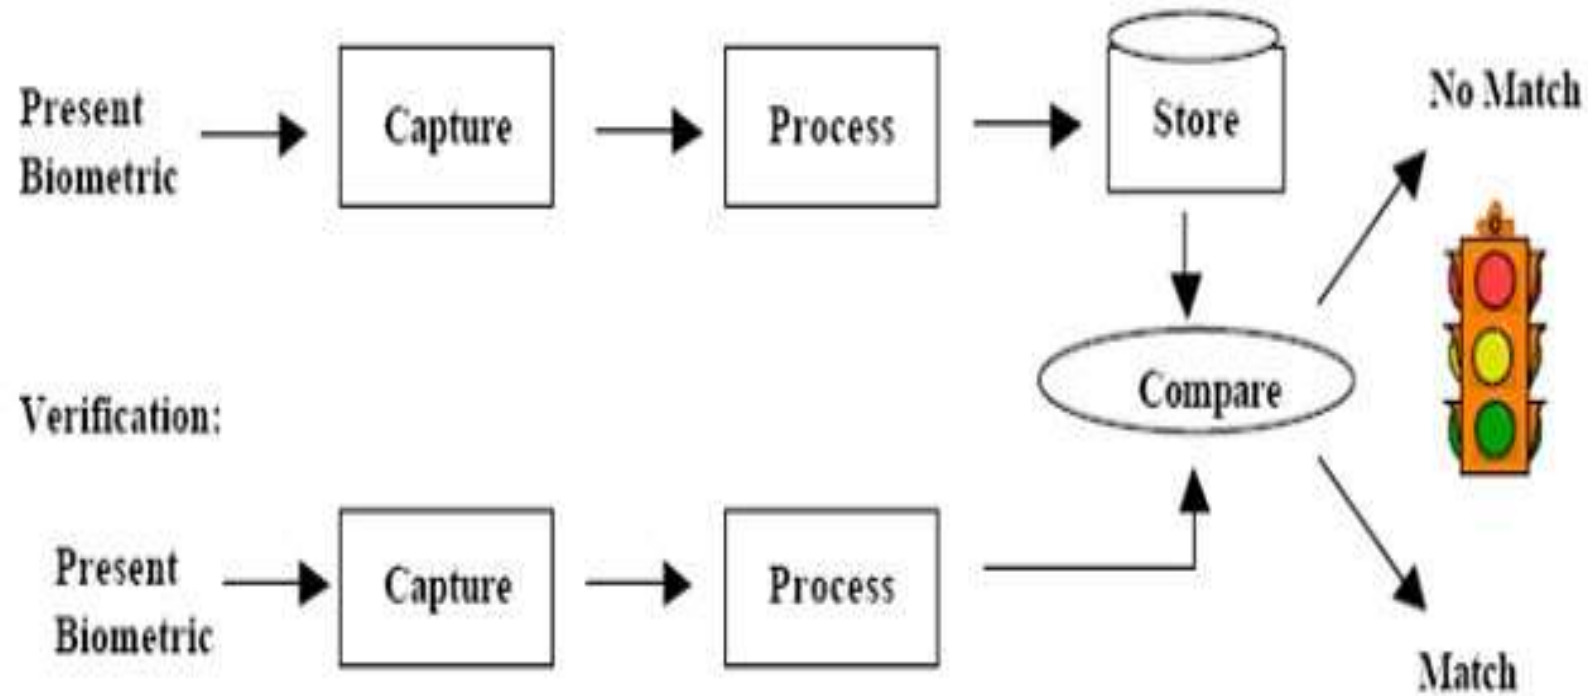 Present
Biometric
Capture
Process
Store
No Match
Compare
Verification:
Present
Biometric
Capture
Process
Match